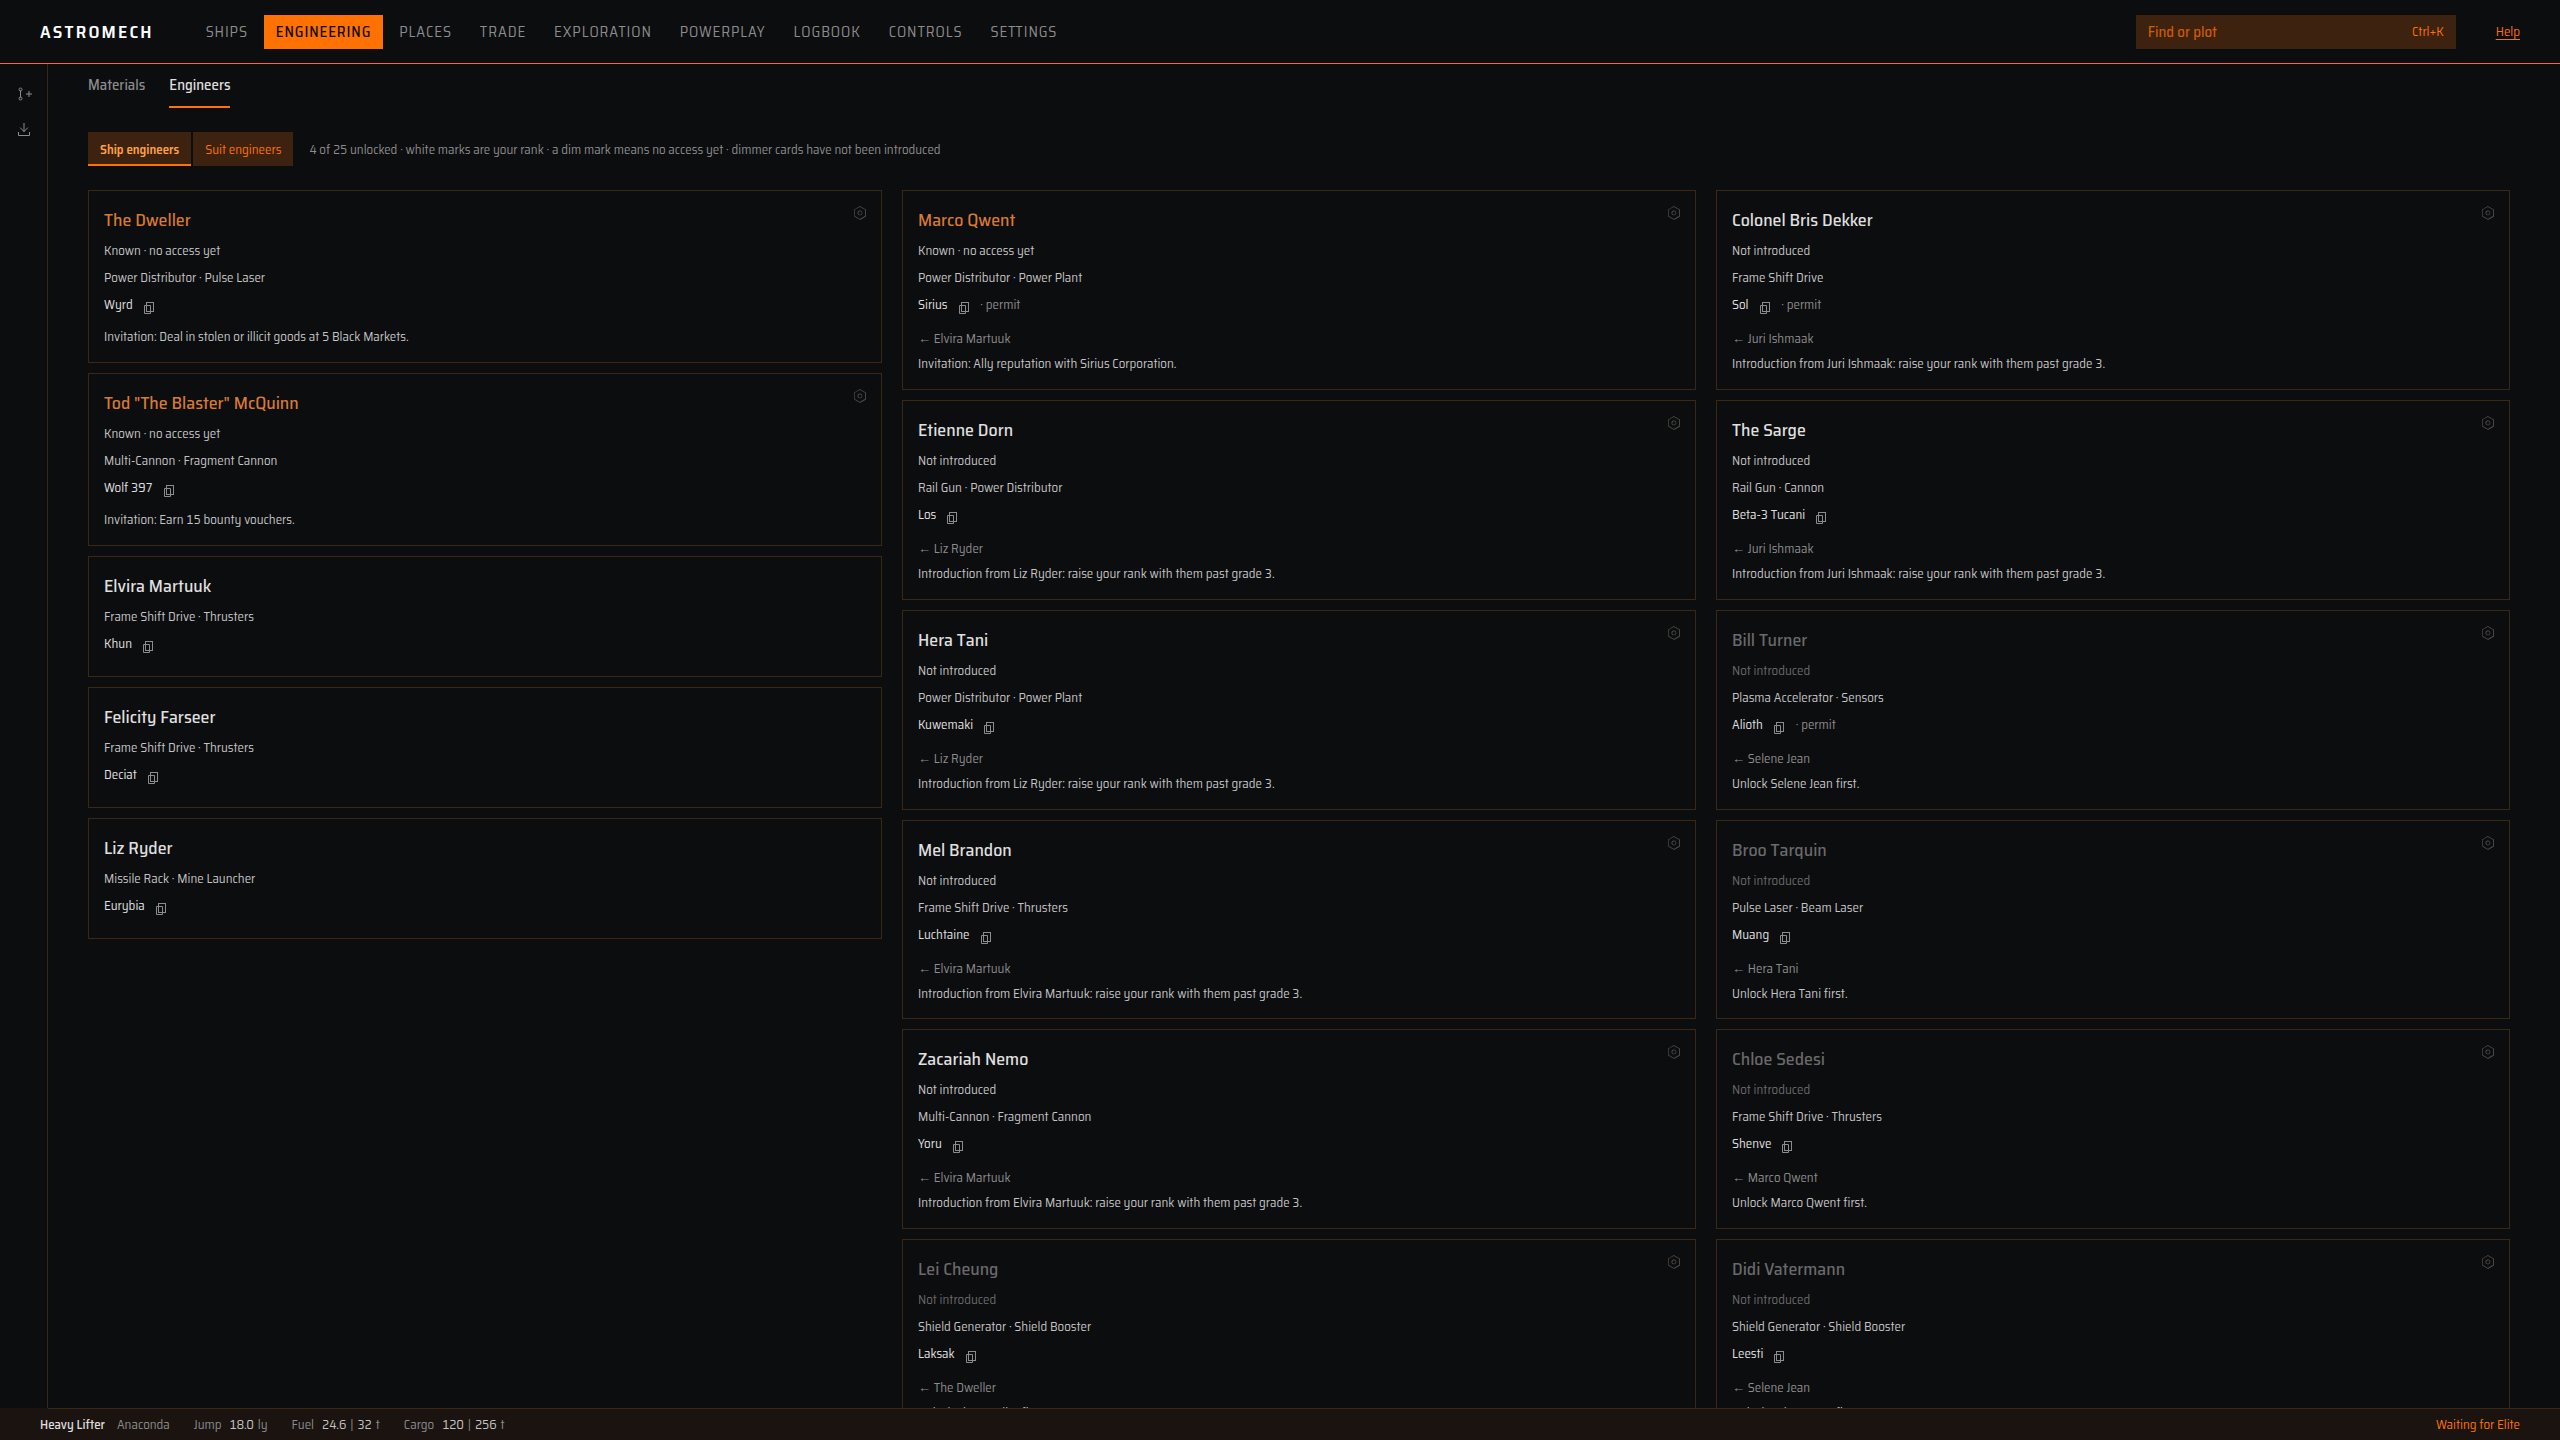 ASTROMECH
SHIPS ENGINEERING PLACES TRADE EXPLORATION POWERPLAY LOGBOOK CONTROLS SETTINGS
Find or plot Ctrl+K
Help
Materials Engineers
Ship engineers Suit engineers 4 of 25 unlocked · white marks are your rank · a dim mark means no access yet · dimmer cards have not been introduced
The Dweller
Known · no access yet
Power Distributor · Pulse Laser
Wyrd
Invitation: Deal in stolen or illicit goods at 5 Black Markets.
Tod "The Blaster" McQuinn
Known · no access yet
Multi-Cannon · Fragment Cannon
Wolf 397
Invitation: Earn 15 bounty vouchers.
Elvira Martuuk
Frame Shift Drive · Thrusters
Khun
Felicity Farseer
Frame Shift Drive · Thrusters
Deciat
Liz Ryder
Missile Rack · Mine Launcher
Eurybia
Marco Qwent
Known · no access yet
Power Distributor · Power Plant
Sirius · permit
← Elvira Martuuk
Invitation: Ally reputation with Sirius Corporation.
Etienne Dorn
Not introduced
Rail Gun · Power Distributor
Los
← Liz Ryder
Introduction from Liz Ryder: raise your rank with them past grade 3.
Hera Tani
Not introduced
Power Distributor · Power Plant
Kuwemaki
← Liz Ryder
Introduction from Liz Ryder: raise your rank with them past grade 3.
Mel Brandon
Not introduced
Frame Shift Drive · Thrusters
Luchtaine
← Elvira Martuuk
Introduction from Elvira Martuuk: raise your rank with them past grade 3.
Zacariah Nemo
Not introduced
Multi-Cannon · Fragment Cannon
Yoru
← Elvira Martuuk
Introduction from Elvira Martuuk: raise your rank with them past grade 3.
Lei Cheung
Not introduced
Shield Generator · Shield Booster
Laksak
← The Dweller
Colonel Bris Dekker
Not introduced
Frame Shift Drive
Sol · permit
← Juri Ishmaak
Introduction from Juri Ishmaak: raise your rank with them past grade 3.
The Sarge
Not introduced
Rail Gun · Cannon
Beta-3 Tucani
← Juri Ishmaak
Introduction from Juri Ishmaak: raise your rank with them past grade 3.
Bill Turner
Not introduced
Plasma Accelerator · Sensors
Alioth · permit
← Selene Jean
Unlock Selene Jean first.
Broo Tarquin
Not introduced
Pulse Laser · Beam Laser
Muang
← Hera Tani
Unlock Hera Tani first.
Chloe Sedesi
Not introduced
Frame Shift Drive · Thrusters
Shenve
← Marco Qwent
Unlock Marco Qwent first.
Didi Vatermann
Not introduced
Shield Generator · Shield Booster
Leesti
← Selene Jean
Heavy Lifter Anaconda Jump 18.0 ly Fuel 24.6 | 32 t Cargo 120 | 256 t
Waiting for Elite